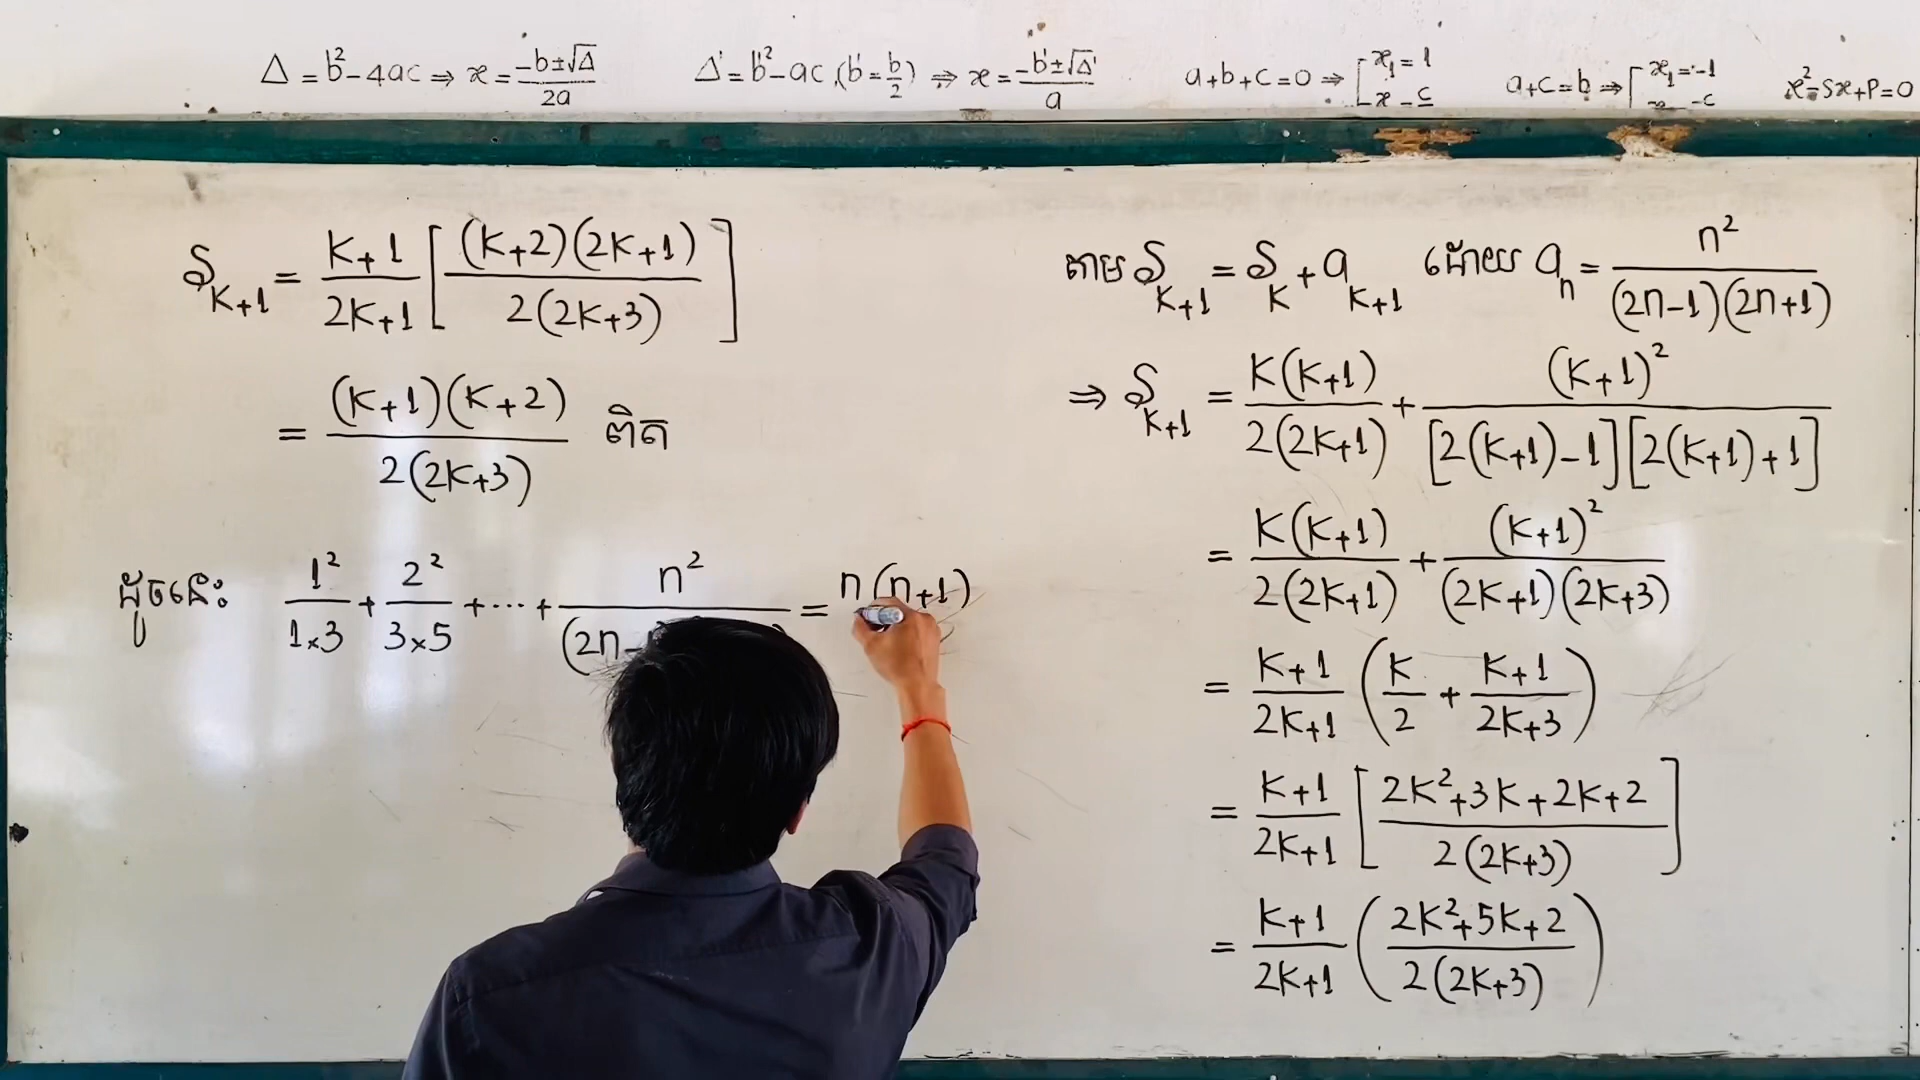 Δ = b² - 4ac ⇒ x = (-b±√Δ)/(2a)
Δ' = b'² - ac, (b' = b/2) ⇒ x = (-b'±√Δ')/a
a+b+c=0 ⇒ [x₁ = 1
x = c
a+c=b ⇒ [x₁ = -1
-c
x² - Sx + P = 0
S_{K+1} = (K+1)/(2K+1) [((K+2)(2K+1))/(2(2K+3))]
= ((K+1)(K+2))/(2(2K+3)) ពិត
ដូចនេះ 1²/(1×3) + 2²/(3×5) + ... + n²/(2n- = n(n+1)
តាម S_{K+1} = S_K + a_{K+1} ដោយ a_n = n²/((2n-1)(2n+1))
⇒ S_{K+1} = (K(K+1))/(2(2K+1)) + (K+1)²/([2(K+1)-1][2(K+1)+1])
= (K(K+1))/(2(2K+1)) + (K+1)²/((2K+1)(2K+3))
= (K+1)/(2K+1) (K/2 + (K+1)/(2K+3))
= (K+1)/(2K+1) [(2K²+3K+2K+2)/(2(2K+3))]
= (K+1)/(2K+1) ((2K²+5K+2)/(2(2K+3)))